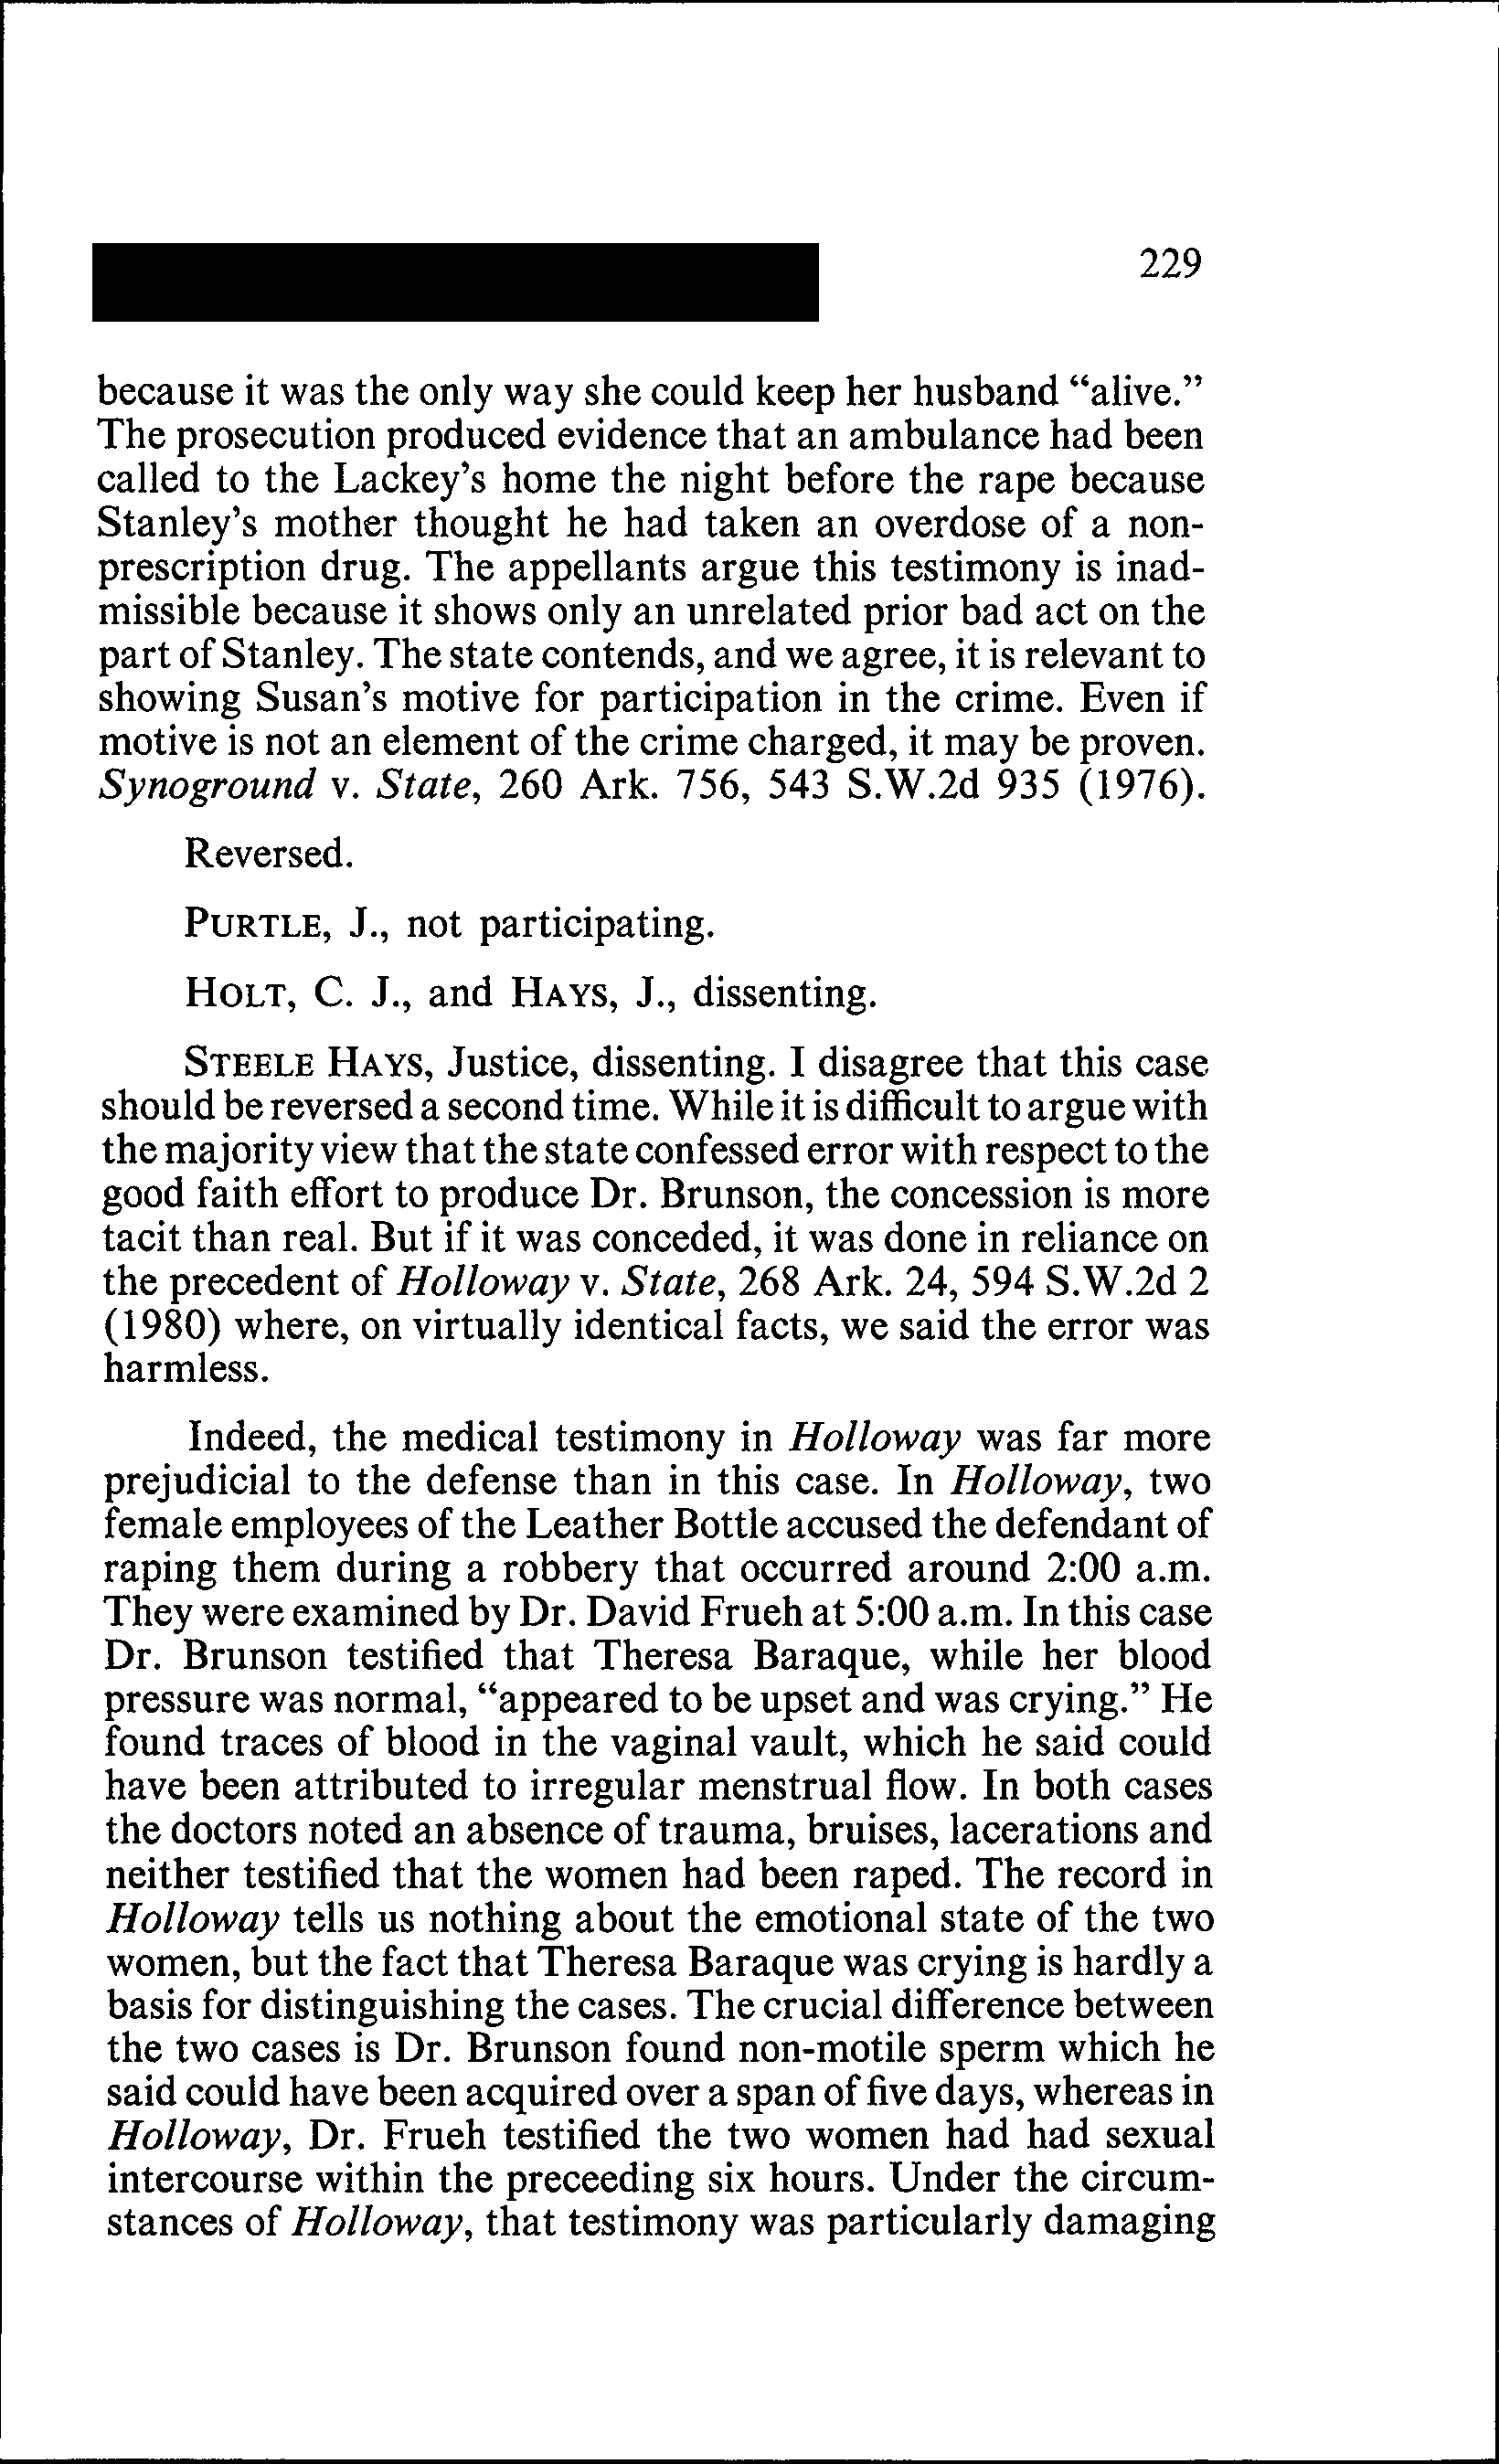 229
because it was the only way she could keep her husband “alive.”
The prosecution produced evidence that an ambulance had been
called to the Lackey’s home the night before the rape because
Stanley’s mother thought he had taken an overdose of a non-
prescription drug. The appellants argue this testimony is inad-
missible because it shows only an unrelated prior bad act on the
part of Stanley. The state contends, and we agree, it is relevant to
showing Susan’s motive for participation in the crime. Even if
motive is not an element of the crime charged, it may be proven.
Synoground v. State, 260 Ark. 756, 543 S.W.2d 935 (1976).
Reversed.
PURTLE, J., not participating.
HOLT, C. J., and HAYS, J., dissenting.
STEELE HAYS, Justice, dissenting. I disagree that this case
should be reversed a second time. While it is difficult to argue with
the majority view that the state confessed error with respect to the
good faith effort to produce Dr. Brunson, the concession is more
tacit than real. But if it was conceded, it was done in reliance on
the precedent of Holloway v. State, 268 Ark. 24, 594 S.W.2d 2
(1980) where, on virtually identical facts, we said the error was
harmless.
Indeed, the medical testimony in Holloway was far more
prejudicial to the defense than in this case. In Holloway, two
female employees of the Leather Bottle accused the defendant of
raping them during a robbery that occurred around 2:00 a.m.
They were examined by Dr. David Frueh at 5:00 a.m. In this case
Dr. Brunson testified that Theresa Baraque, while her blood
pressure was normal, “appeared to be upset and was crying.” He
found traces of blood in the vaginal vault, which he said could
have been attributed to irregular menstrual flow. In both cases
the doctors noted an absence of trauma, bruises, lacerations and
neither testified that the women had been raped. The record in
Holloway tells us nothing about the emotional state of the two
women, but the fact that Theresa Baraque was crying is hardly a
basis for distinguishing the cases. The crucial difference between
the two cases is Dr. Brunson found non-motile sperm which he
said could have been acquired over a span of five days, whereas in
Holloway, Dr. Frueh testified the two women had had sexual
intercourse within the preceeding six hours. Under the circum-
stances of Holloway, that testimony was particularly damaging